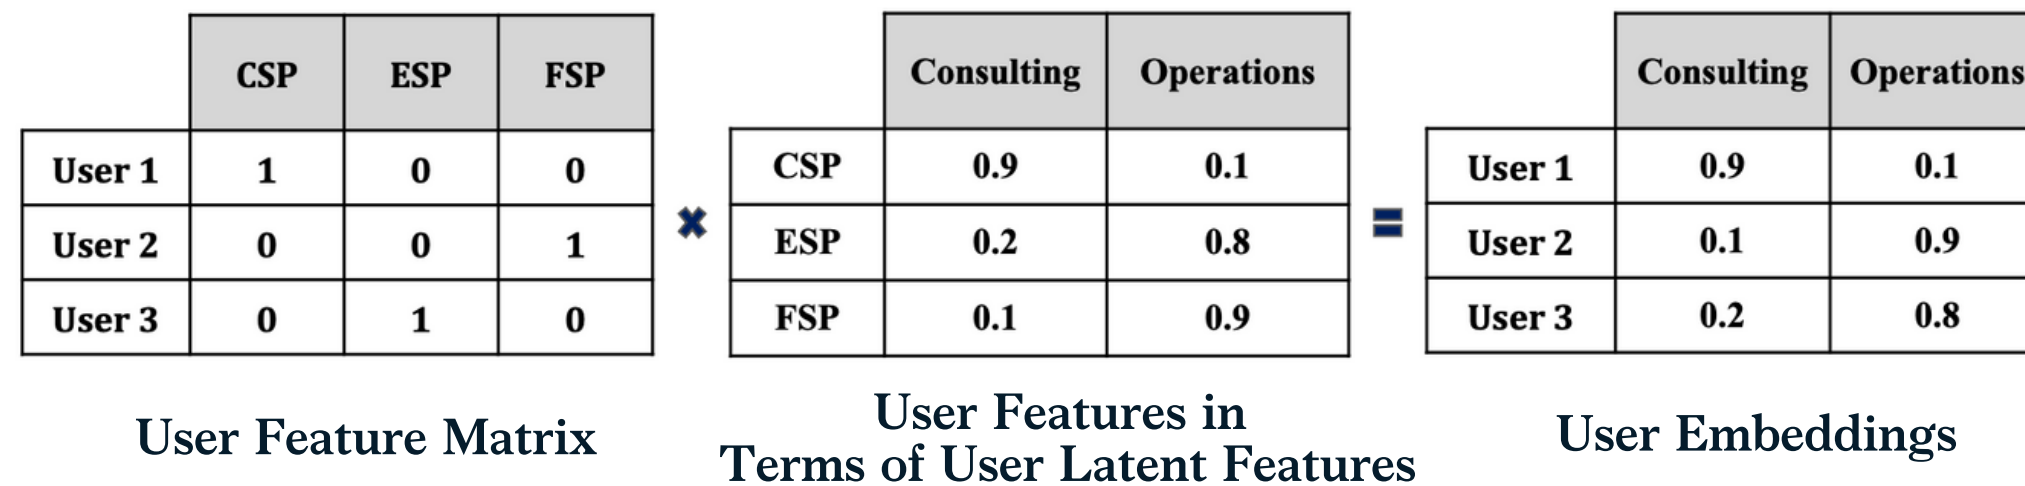 CSP ESP FSP
User 1 1 0 0
User 2 0 0 1
User 3 0 1 0
User Feature Matrix
Consulting Operations
CSP 0.9 0.1
ESP 0.2 0.8
FSP 0.1 0.9
User Features in
Terms of User Latent Features
Consulting Operations
User 1 0.9 0.1
User 2 0.1 0.9
User 3 0.2 0.8
User Embeddings